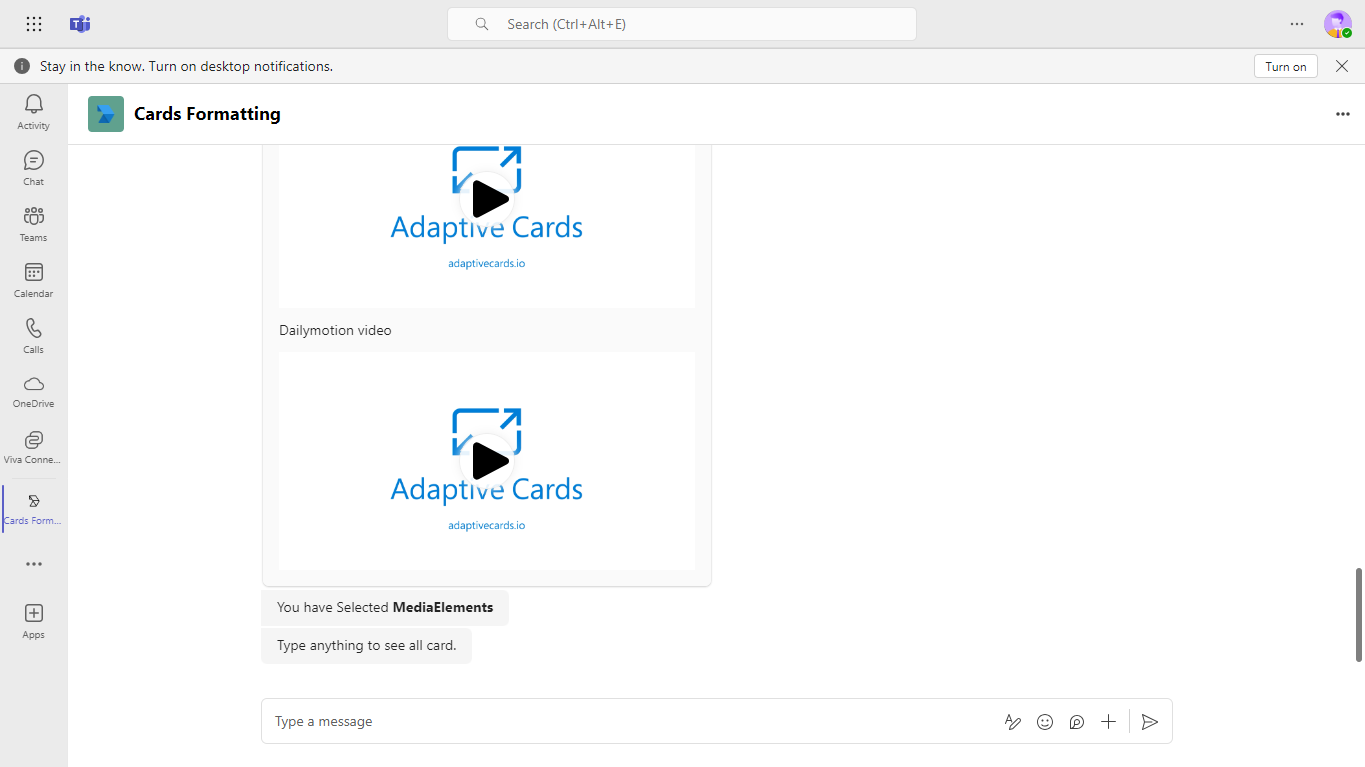 Search (Ctrl+Alt+E)
Stay in the know. Turn on desktop notifications.
Turn on
Activity
Chat
Teams
Calendar
Calls
OneDrive
Viva Conne...
Cards Form...
Apps
Cards Formatting
Adaptive Cards
adaptivecards.io
Dailymotion video
Adaptive Cards
adaptivecards.io
You have Selected MediaElements
Type anything to see all card.
Type a message